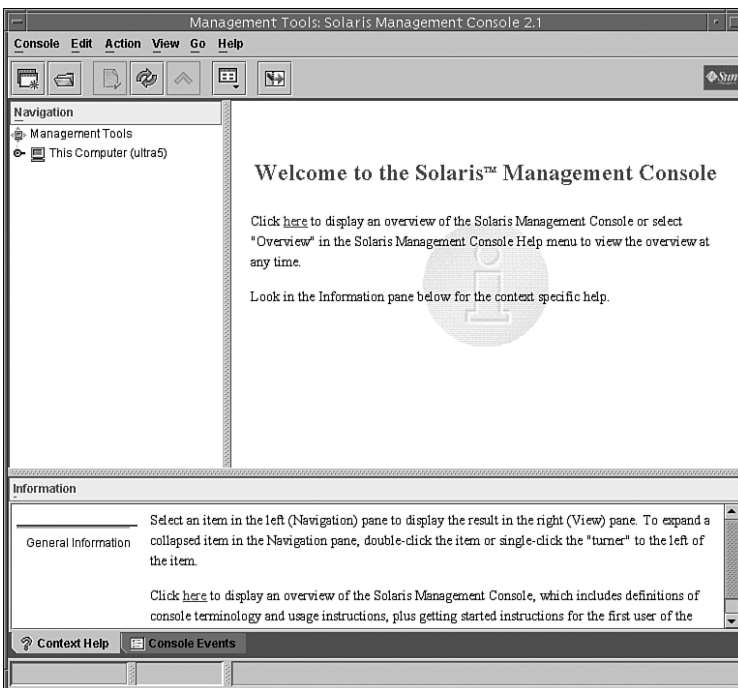 Management Tools: Solaris Management Console 2.1
Console Edit Action View Go Help
Sun
Navigation
Management Tools
This Computer (ultra5)
Welcome to the Solaris™ Management Console
Click here to display an overview of the Solaris Management Console or select
"Overview" in the Solaris Management Console Help menu to view the overview at
any time.
Look in the Information pane below for the context specific help.
Information
General Information
Select an item in the left (Navigation) pane to display the result in the right (View) pane. To expand a
collapsed item in the Navigation pane, double-click the item or single-click the "turner" to the left of
the item.
Click here to display an overview of the Solaris Management Console, which includes definitions of
console terminology and usage instructions, plus getting started instructions for the first user of the
Context Help
Console Events